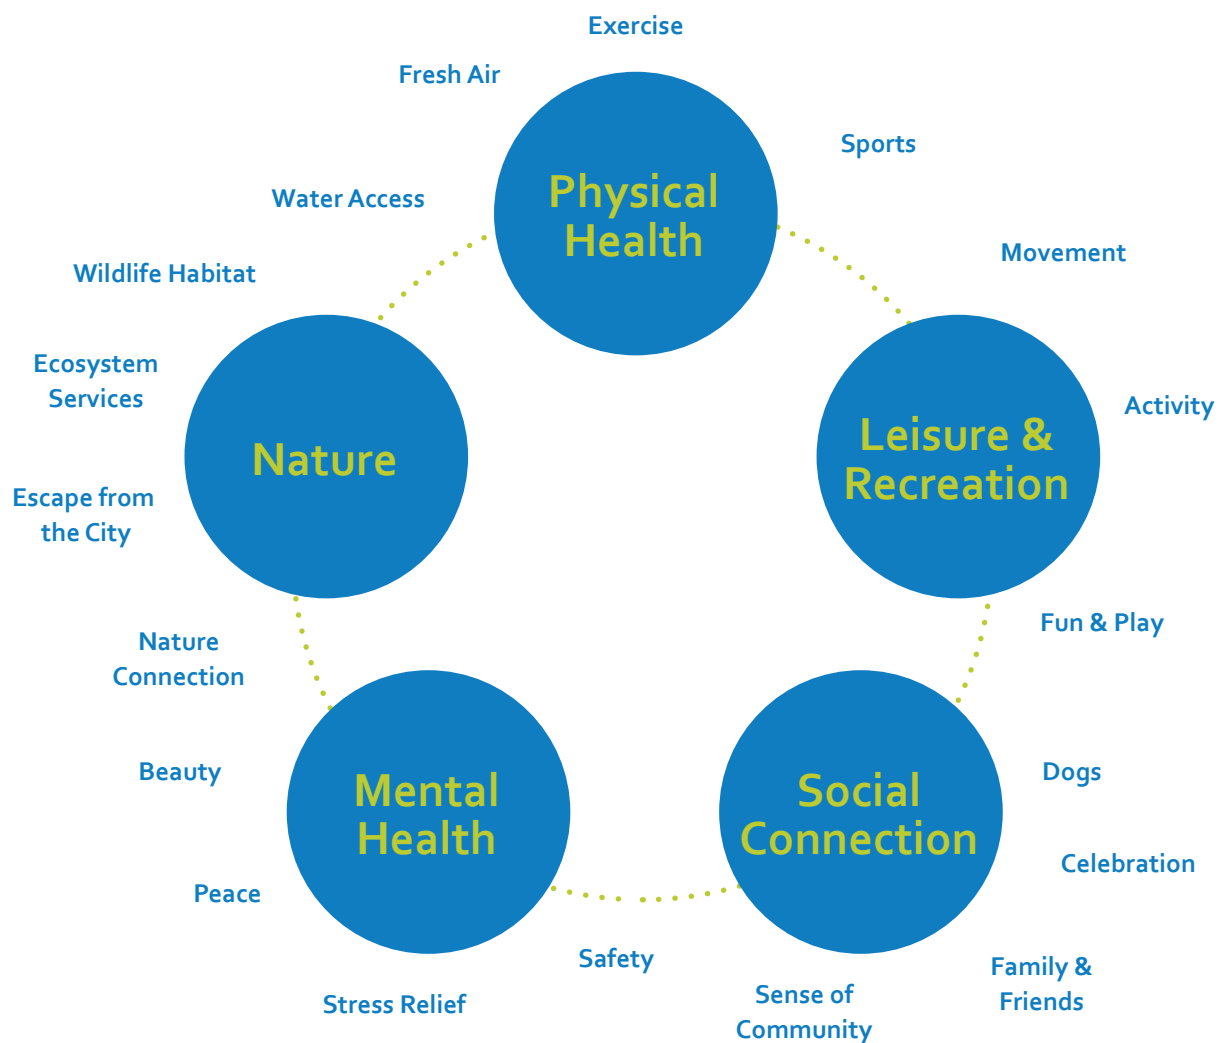 Exercise
Fresh Air
Sports
Physical
Health
Water Access
Movement
Wildlife Habitat
Ecosystem
Services
Activity
Leisure &
Recreation
Nature
Escape from
the City
Fun & Play
Nature
Connection
Beauty
Dogs
Mental
Health
Social
Connection
Celebration
Peace
Safety
Family &
Friends
Sense of
Community
Stress Relief